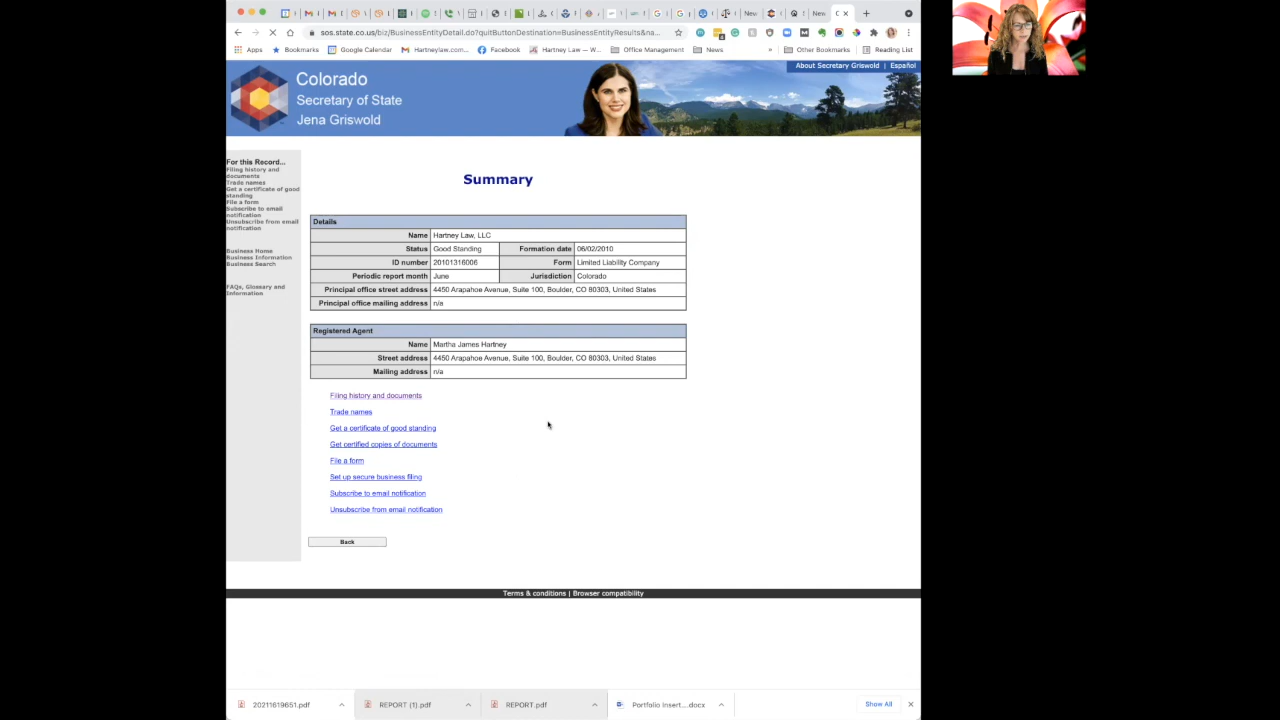 sos.state.co.us/biz/BusinessEntityDetail.do?quitButtonDestination=BusinessEntityResults&na...
Apps Bookmarks Google Calendar Hartneylaw.com... Facebook Hartney Law — W... Office Management News » Other Bookmarks Reading List
About Secretary Griswold | Español
Colorado
Secretary of State
Jena Griswold
For this Record...
Filing history and
documents
Trade names
Get a certificate of good
standing
File a form
Subscribe to email
notification
Unsubscribe from email
notification
Business Home
Business Information
Business Search
FAQs, Glossary and
Information
Summary
Details
Name Hartney Law, LLC
Status Good Standing Formation date 06/02/2010
ID number 20101316006 Form Limited Liability Company
Periodic report month June Jurisdiction Colorado
Principal office street address 4450 Arapahoe Avenue, Suite 100, Boulder, CO 80303, United States
Principal office mailing address n/a
Registered Agent
Name Martha James Hartney
Street address 4450 Arapahoe Avenue, Suite 100, Boulder, CO 80303, United States
Mailing address n/a
Filing history and documents
Trade names
Get a certificate of good standing
Get certified copies of documents
File a form
Set up secure business filing
Subscribe to email notification
Unsubscribe from email notification
Back
Terms & conditions | Browser compatibility
20211619651.pdf REPORT (1).pdf REPORT.pdf Portfolio Insert....docx Show All